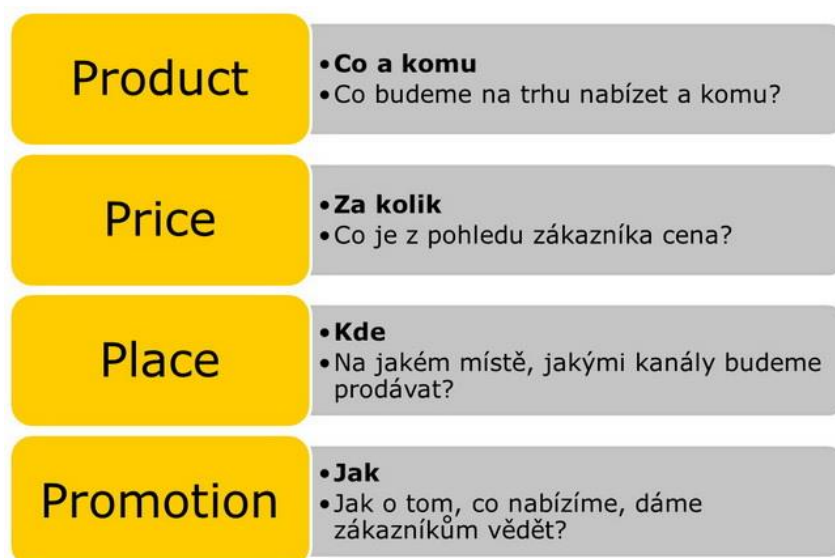 Product
• Co a komu
• Co budeme na trhu nabízet a komu?
Price
• Za kolik
• Co je z pohledu zákazníka cena?
Place
• Kde
• Na jakém místě, jakými kanály budeme
prodávat?
Promotion
• Jak
• Jak o tom, co nabízíme, dáme
zákazníkům vědět?